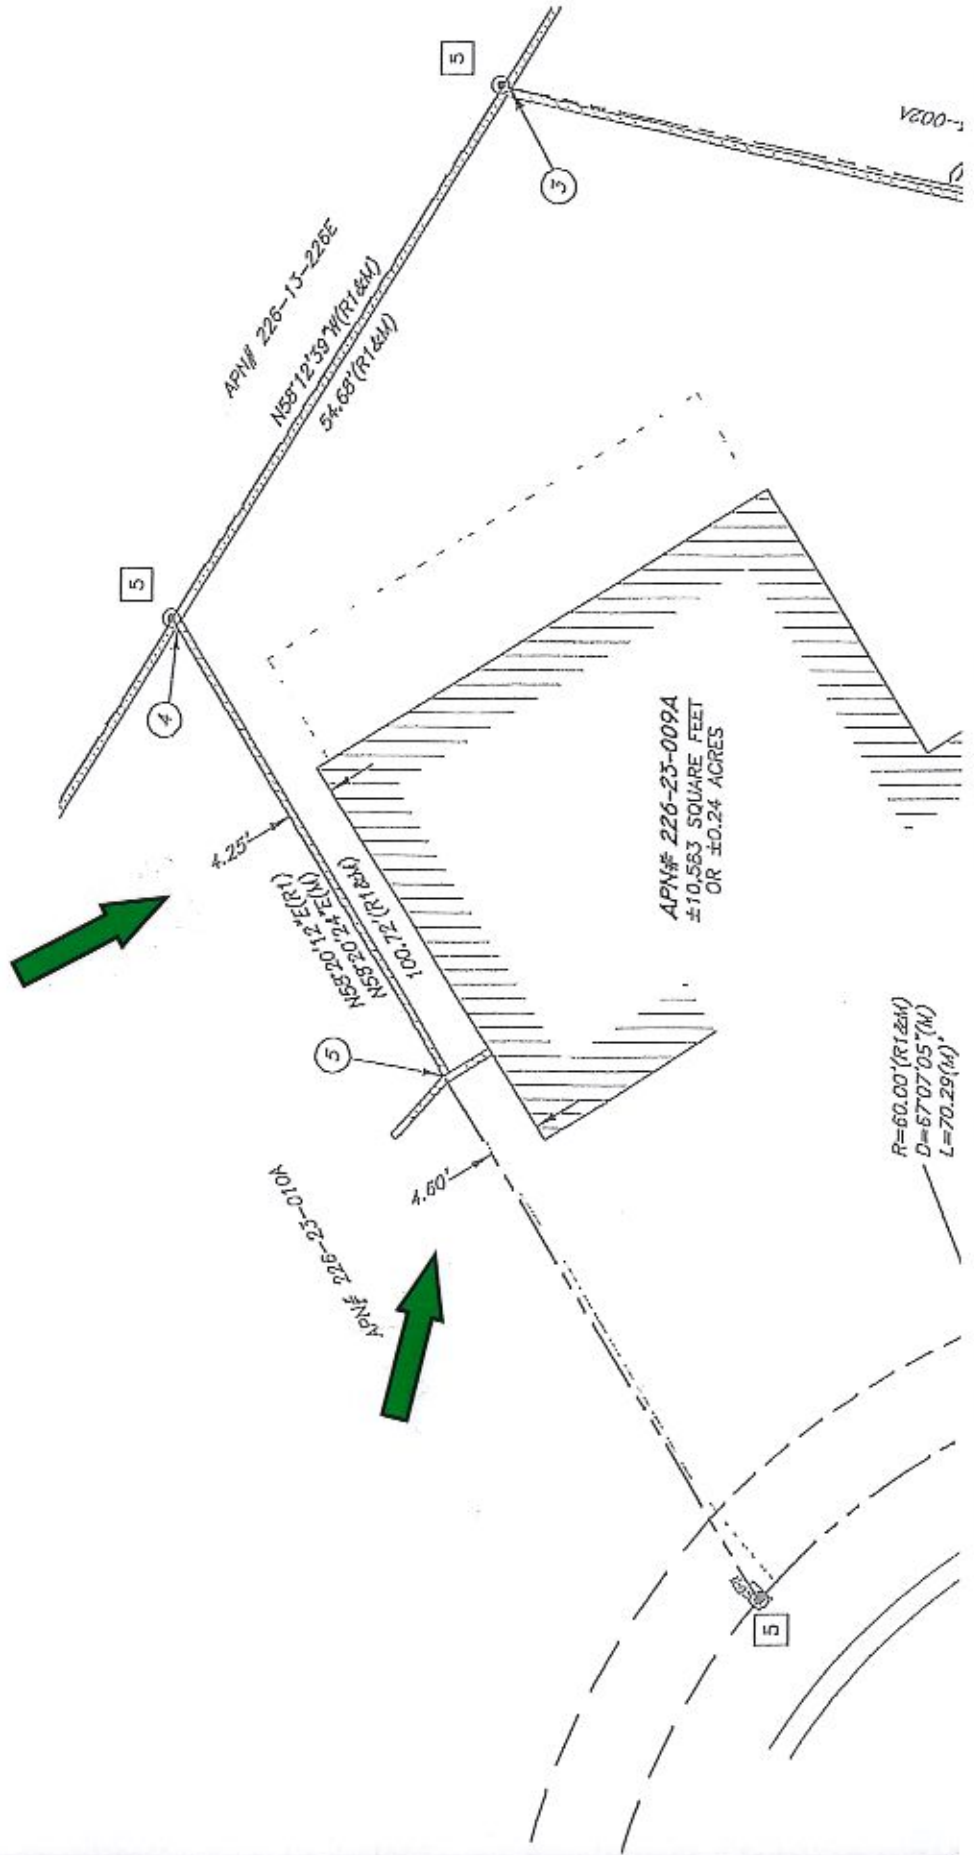 5
3
-002A
APN# 226-13-226E
N58°12'39"W(R1&M)
54.68'(R1&M)
5
4
4.25'
N59°20'12"E(R1)
N59°20'24"E(M)
100.72'(R1&M)
5
APN# 226-23-009A
±10,583 SQUARE FEET
OR ±0.24 ACRES
4.60'
APN# 226-23-010A
R=60.00'(R1&M)
D=67°07'05"(M)
L=70.29(M)'
5